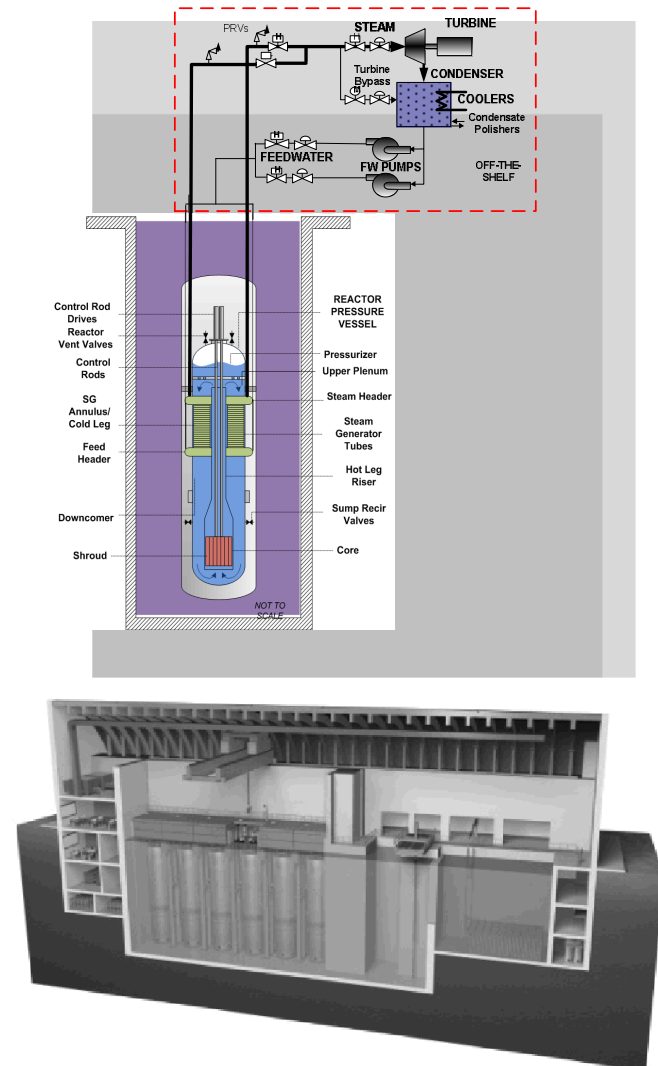 PRVs
STEAM
TURBINE
H
H
Turbine
Bypass
M
CONDENSER
COOLERS
Condensate
Polishers
H
FEEDWATER
H
FW PUMPS
OFF-THE-
SHELF
Control Rod
Drives
Reactor
Vent Valves
Control
Rods
SG
Annulus/
Cold Leg
Feed
Header
Downcomer
Shroud
REACTOR
PRESSURE
VESSEL
Pressurizer
Upper Plenum
Steam Header
Steam
Generator
Tubes
Hot Leg
Riser
Sump Recir
Valves
Core
NOT TO
SCALE